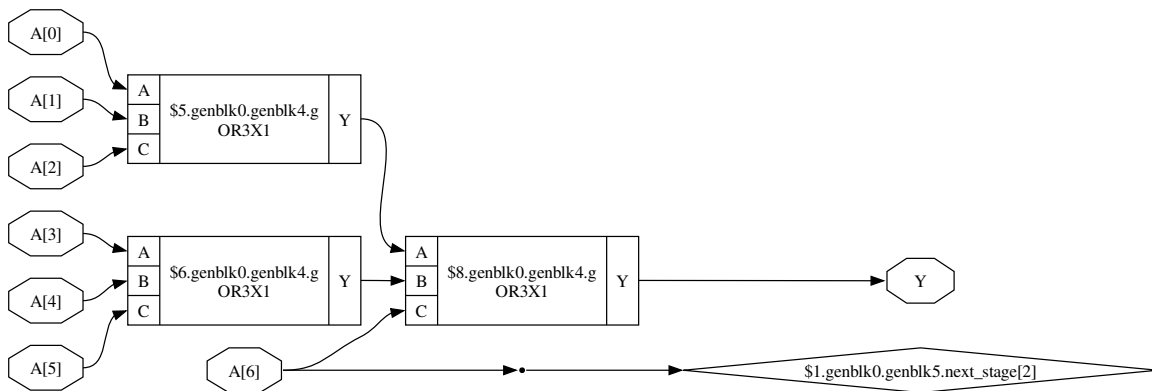 A[0]
A[1]
A[2]
A
B
C
$5.genblk0.genblk4.g
OR3X1
Y
A[3]
A[4]
A[5]
A
B
C
$6.genblk0.genblk4.g
OR3X1
Y
A
B
C
$8.genblk0.genblk4.g
OR3X1
Y
Y
A[6]
$1.genblk0.genblk5.next_stage[2]